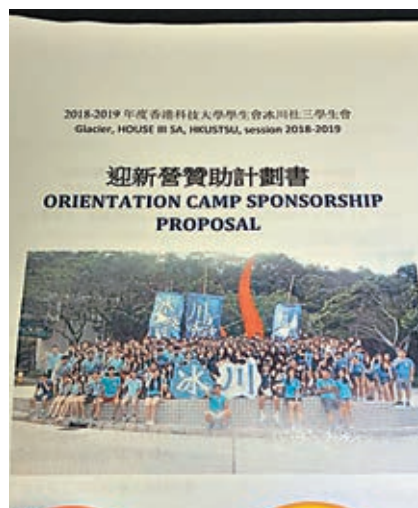 2018-2019 年度香港科技大學學生會冰川社三學生會
Glacier, HOUSE III SA, HKUSTSU, session 2018-2019
迎新營贊助計劃書
ORIENTATION CAMP SPONSORSHIP
PROPOSAL
冰川